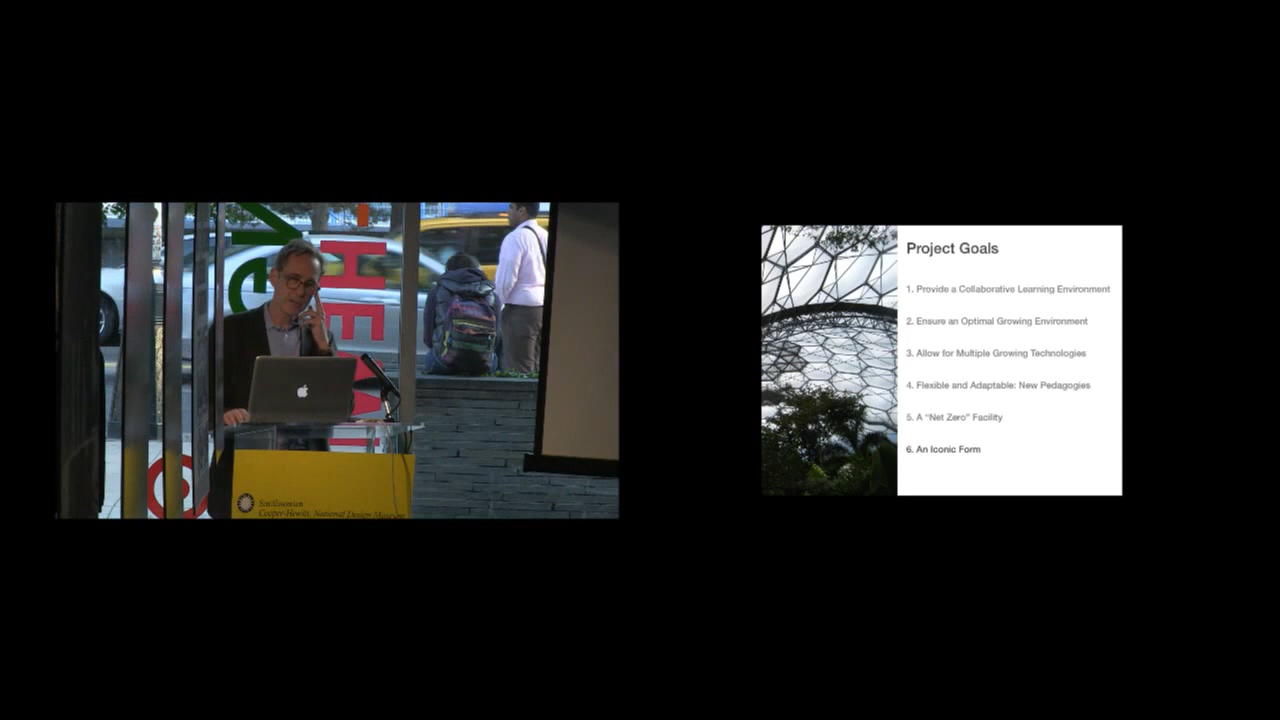 HEW
Smithsonian
Cooper-Hewitt, National Design Museum
Project Goals
1. Provide a Collaborative Learning Environment
2. Ensure an Optimal Growing Environment
3. Allow for Multiple Growing Technologies
4. Flexible and Adaptable: New Pedagogies
5. A “Net Zero” Facility
6. An Iconic Form